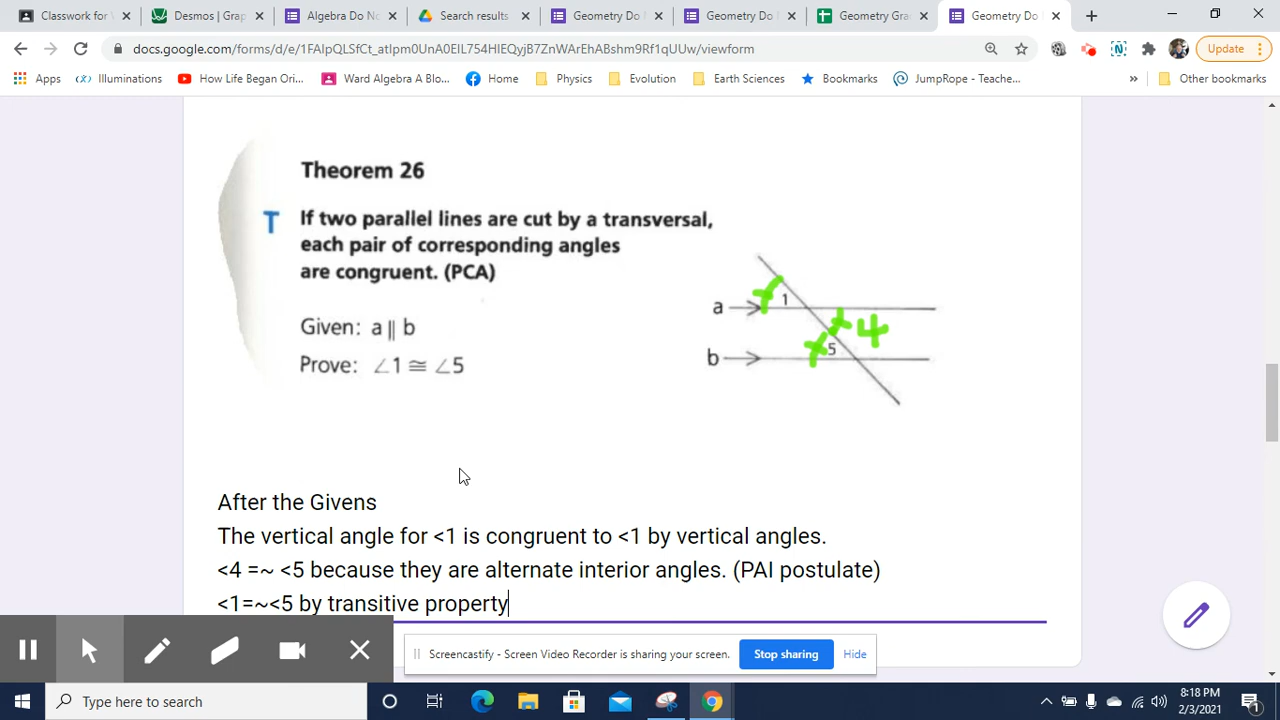 Classwork for W
Desmos | Grap
Algebra Do No
Search results
Geometry Do N
Geometry Do N
Geometry Gra
Geometry Do
docs.google.com/forms/d/e/1FAIpQLSfCt_atIpm0UnA0EIL754HIEQyjB7ZnWArEhABshm9Rf1qUUw/viewform
Update
Apps
Illuminations
How Life Began Ori...
Ward Algebra A Blo...
Home
Physics
Evolution
Earth Sciences
Bookmarks
JumpRope - Teache...
»
Other bookmarks
Theorem 26
T If two parallel lines are cut by a transversal,
each pair of corresponding angles
are congruent. (PCA)
Given: a || b
Prove: ∠1 ≅ ∠5
1
a
4
5
b
After the Givens
The vertical angle for <1 is congruent to <1 by vertical angles.
<4 =~ <5 because they are alternate interior angles. (PAI postulate)
<1=~<5 by transitive property
Screencastify - Screen Video Recorder is sharing your screen.
Stop sharing
Hide
Type here to search
8:18 PM
2/3/2021
1